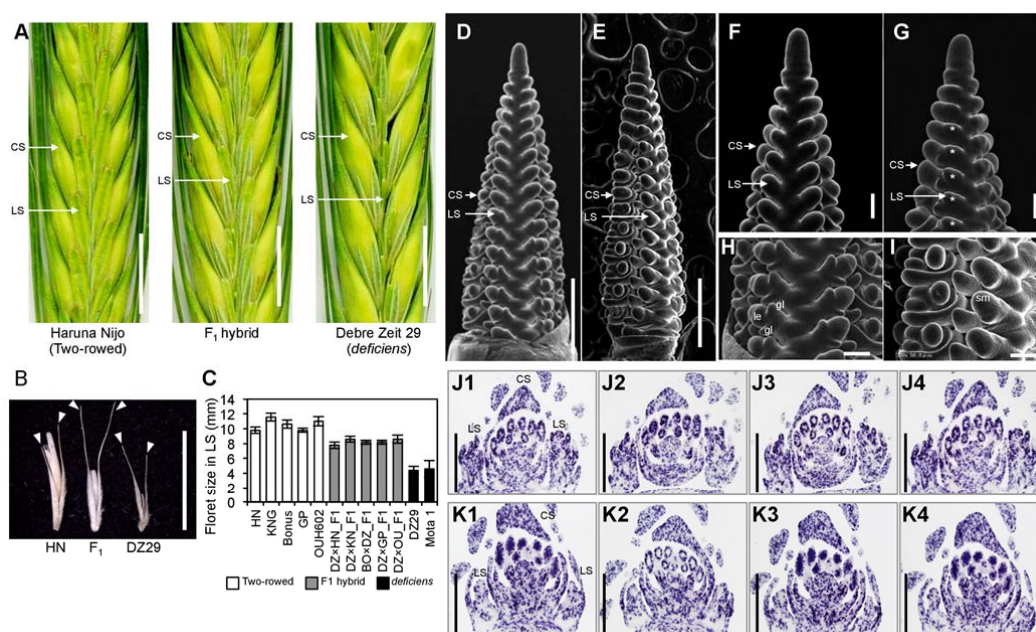 A
CS
LS
CS
LS
CS
LS
Haruna Nijo
(Two-rowed)
F1 hybrid
Debre Zeit 29
(deficiens)
B
HN
F1
DZ29
C
Floret size in LS (mm)
14
12
10
8
6
4
2
0
HN
KNG
Bonus
GP
OUH602
DZ×HN_F1
DZ×KN_F1
BO×DZ_F1
DZ×GP_F1
DZ×OU_F1
DZ29
Mota 1
Two-rowed
F1 hybrid
deficiens
D
CS
LS
E
CS
LS
F
CS
LS
G
CS
LS
*
*
*
*
*
H
gl
le
gl
I
sm
J1
CS
LS
LS
J2
J3
J4
K1
CS
LS
LS
K2
K3
K4